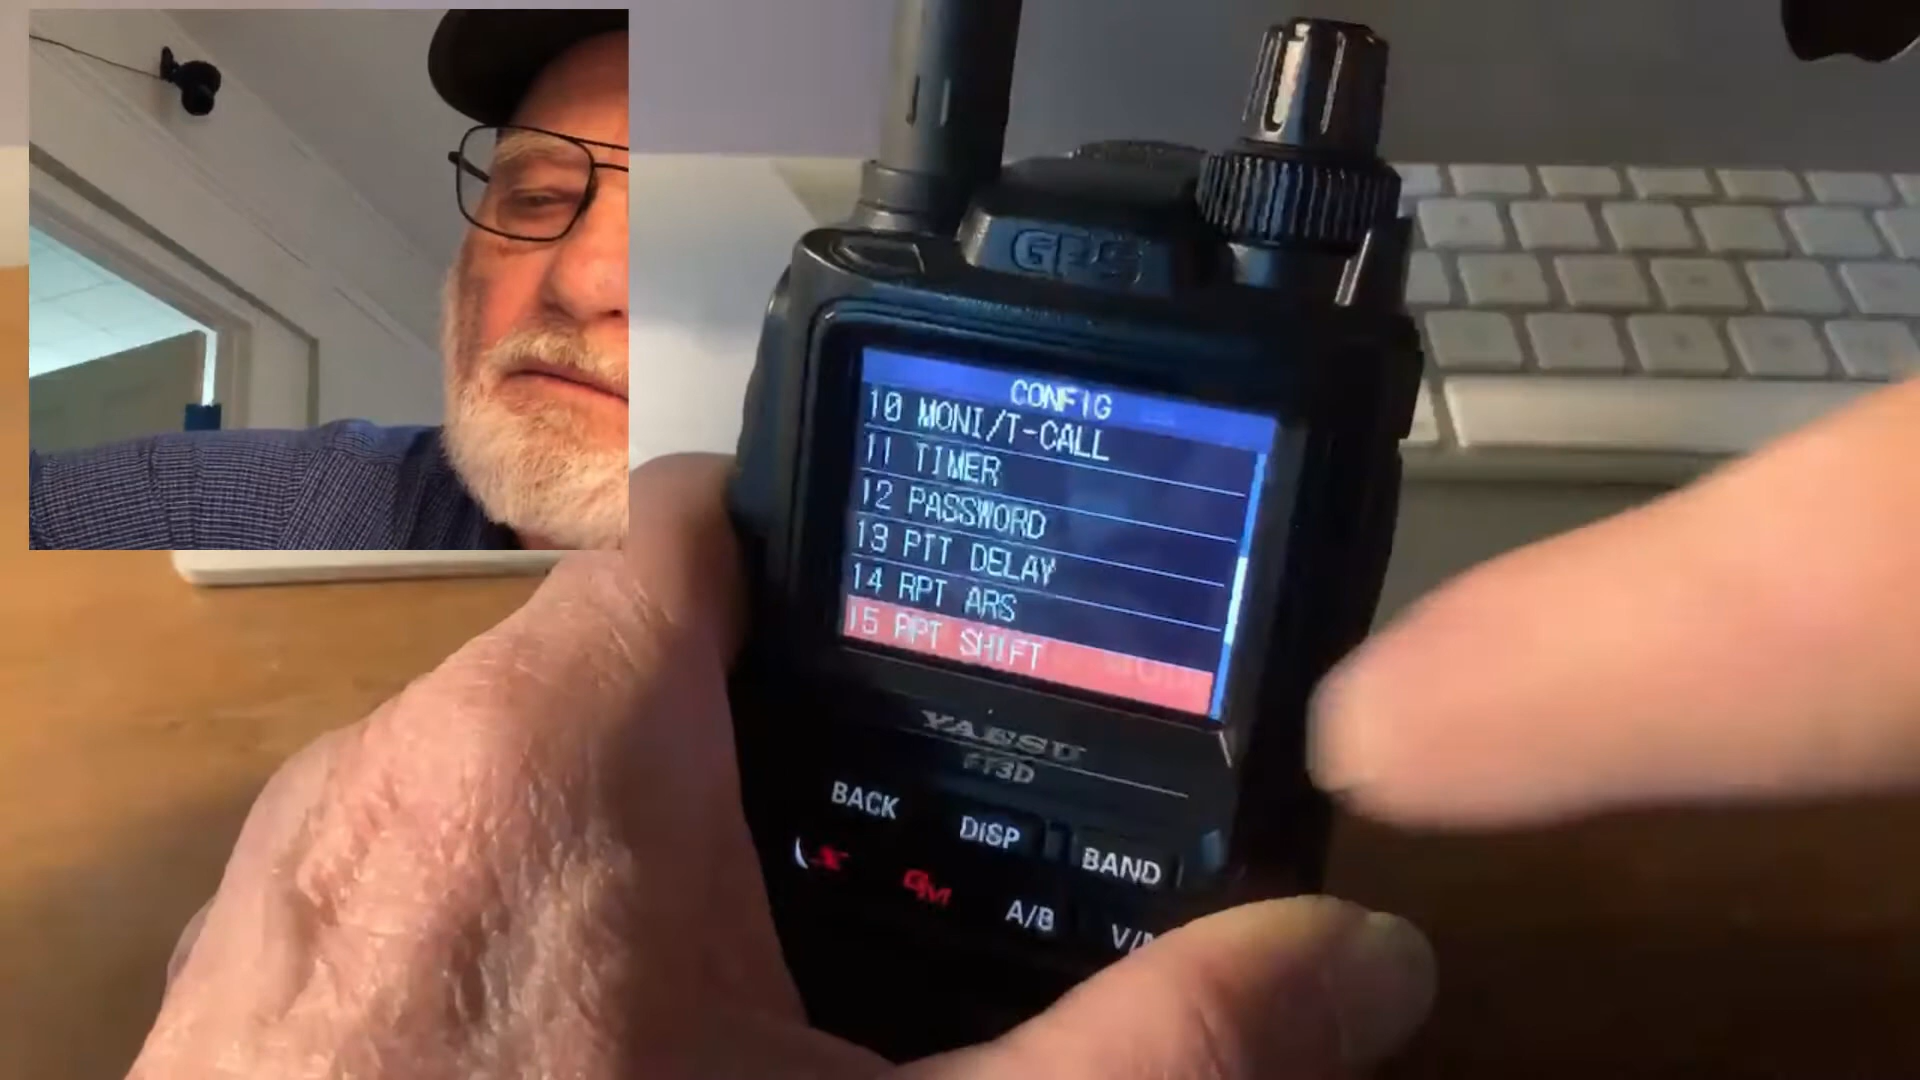 GPS
CONFIG
10 MONI/T-CALL
11 TIMER
12 PASSWORD
13 PTT DELAY
14 RPT ARS
15 RPT SHIFT
YAESU
FT3D
BACK
DISP
BAND
X
GM
A/B